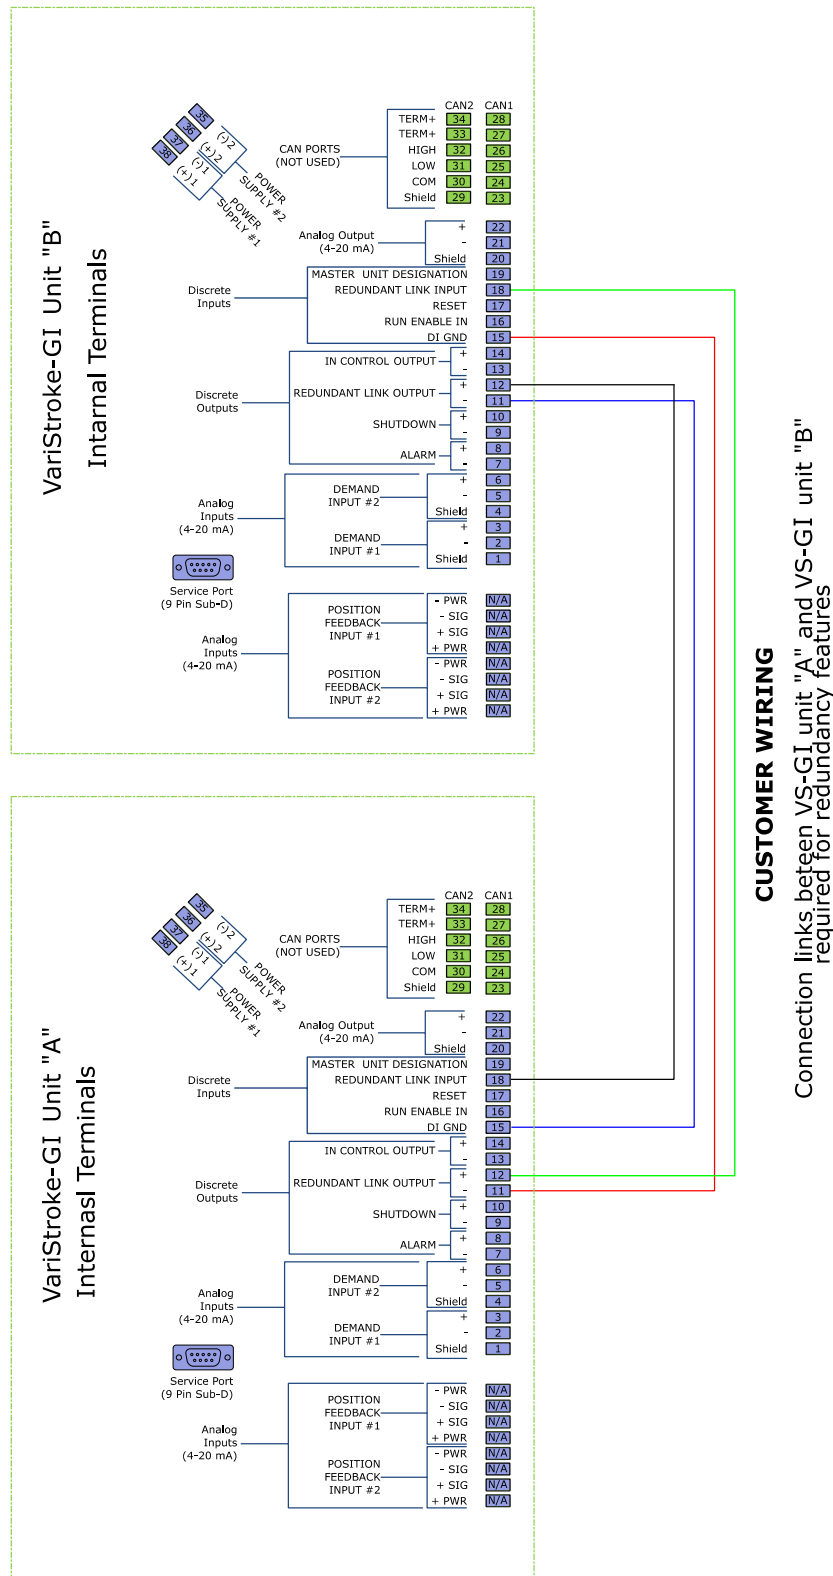 VariStroke-GI Unit "B"
Intarnal Terminals
35
36
37
38
(-)2
(+)2
(-)1
(+)1
POWER
SUPPLY #2
POWER
SUPPLY #1
CAN PORTS
(NOT USED)
CAN2 CAN1
TERM+ 34 28
TERM+ 33 27
HIGH 32 26
LOW 31 25
COM 30 24
Shield 29 23
Analog Output
(4-20 mA)
+ 22
- 21
Shield 20
Discrete
Inputs
MASTER UNIT DESIGNATION 19
REDUNDANT LINK INPUT 18
RESET 17
RUN ENABLE IN 16
DI GND 15
Discrete
Outputs
IN CONTROL OUTPUT
+ 14
- 13
REDUNDANT LINK OUTPUT
+ 12
- 11
SHUTDOWN
+ 10
- 9
ALARM
+ 8
- 7
Analog
Inputs
(4-20 mA)
DEMAND
INPUT #2
+ 6
- 5
Shield 4
DEMAND
INPUT #1
+ 3
- 2
Shield 1
Service Port
(9 Pin Sub-D)
Analog
Inputs
(4-20 mA)
POSITION
FEEDBACK
INPUT #1
- PWR N/A
- SIG N/A
+ SIG N/A
+ PWR N/A
POSITION
FEEDBACK
INPUT #2
- PWR N/A
- SIG N/A
+ SIG N/A
+ PWR N/A
VariStroke-GI Unit "A"
Internasl Terminals
35
36
37
38
(-)2
(+)2
(-)1
(+)1
POWER
SUPPLY #2
POWER
SUPPLY #1
CAN PORTS
(NOT USED)
CAN2 CAN1
TERM+ 34 28
TERM+ 33 27
HIGH 32 26
LOW 31 25
COM 30 24
Shield 29 23
Analog Output
(4-20 mA)
+ 22
- 21
Shield 20
Discrete
Inputs
MASTER UNIT DESIGNATION 19
REDUNDANT LINK INPUT 18
RESET 17
RUN ENABLE IN 16
DI GND 15
Discrete
Outputs
IN CONTROL OUTPUT
+ 14
- 13
REDUNDANT LINK OUTPUT
+ 12
- 11
SHUTDOWN
+ 10
- 9
ALARM
+ 8
- 7
Analog
Inputs
(4-20 mA)
DEMAND
INPUT #2
+ 6
- 5
Shield 4
DEMAND
INPUT #1
+ 3
- 2
Shield 1
Service Port
(9 Pin Sub-D)
Analog
Inputs
(4-20 mA)
POSITION
FEEDBACK
INPUT #1
- PWR N/A
- SIG N/A
+ SIG N/A
+ PWR N/A
POSITION
FEEDBACK
INPUT #2
- PWR N/A
- SIG N/A
+ SIG N/A
+ PWR N/A
CUSTOMER WIRING
Connection links beteen VS-GI unit "A" and VS-GI unit "B"
required for redundancy features